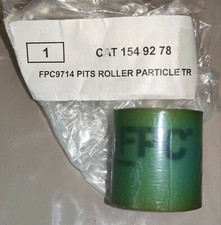 1
CAT 154 92 78
FPC9714 PITS ROLLER PARTICLE TR
FPC